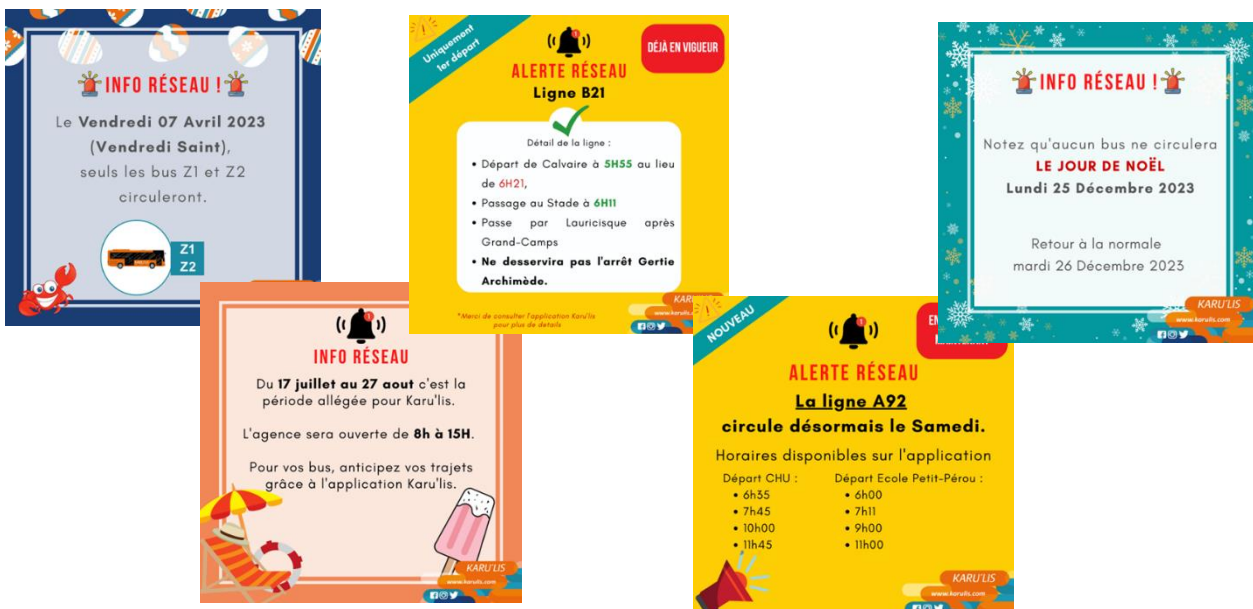 INFO RÉSEAU !
Le Vendredi 07 Avril 2023
(Vendredi Saint),
seuls les bus Z1 et Z2
circuleront.
Z1
Z2
Uniquement
1er départ
DÉJÀ EN VIGUEUR
ALERTE RÉSEAU
Ligne B21
Détail de la ligne :
• Départ de Calvaire à 5H55 au lieu
de 6H21,
• Passage au Stade à 6H11
• Passe par Lauricisque après
Grand-Camps
• Ne desservira pas l'arrêt Gertie
Archimède.
*Merci de consulter l'application Karu'lis
pour plus de details
INFO RÉSEAU !
Notez qu'aucun bus ne circulera
LE JOUR DE NOËL
Lundi 25 Décembre 2023
Retour à la normale
mardi 26 Décembre 2023
KARU'LIS
www.karulis.com
INFO RÉSEAU
Du 17 juillet au 27 aout c'est la
période allégée pour Karu'lis.
L'agence sera ouverte de 8h à 15H.
Pour vos bus, anticipez vos trajets
grâce à l'application Karu'lis.
KARU'LIS
www.karulis.com
NOUVEAU
ALERTE RÉSEAU
La ligne A92
circule désormais le Samedi.
Horaires disponibles sur l'application
Départ CHU :
• 6h35
• 7h45
• 10h00
• 11h45
Départ Ecole Petit-Pérou :
• 6h00
• 7h11
• 9h00
• 11h00
KARU'LIS
www.karulis.com